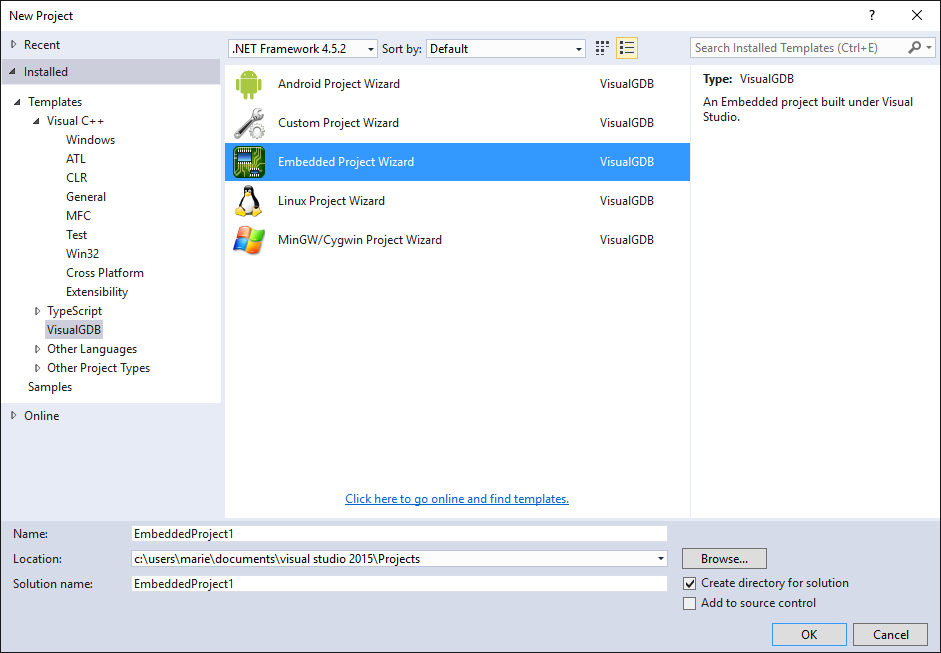 New Project
?
Recent
.NET Framework 4.5.2
Sort by:
Default
Search Installed Templates (Ctrl+E)
Installed
Templates
Visual C++
Windows
ATL
CLR
General
MFC
Test
Win32
Cross Platform
Extensibility
TypeScript
VisualGDB
Other Languages
Other Project Types
Samples
Online
Android Project Wizard VisualGDB
Custom Project Wizard VisualGDB
Embedded Project Wizard VisualGDB
Linux Project Wizard VisualGDB
MinGW/Cygwin Project Wizard VisualGDB
Click here to go online and find templates.
Type: VisualGDB
An Embedded project built under Visual
Studio.
Name: EmbeddedProject1
Location: c:\users\marie\documents\visual studio 2015\Projects
Browse...
Solution name: EmbeddedProject1
Create directory for solution
Add to source control
OK
Cancel